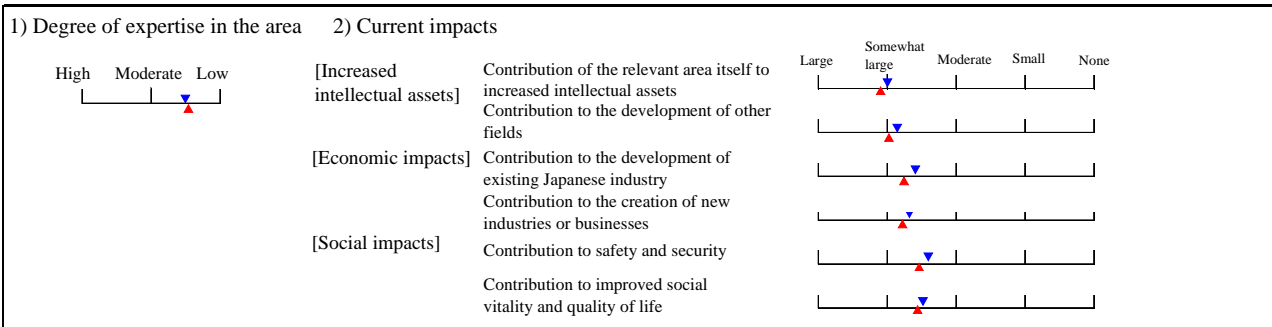 1) Degree of expertise in the area 2) Current impacts
High Moderate Low
Large Somewhat large Moderate Small None
[Increased intellectual assets]
Contribution of the relevant area itself to
increased intellectual assets
Contribution to the development of other
fields
[Economic impacts]
Contribution to the development of
existing Japanese industry
Contribution to the creation of new
industries or businesses
[Social impacts]
Contribution to safety and security
Contribution to improved social
vitality and quality of life